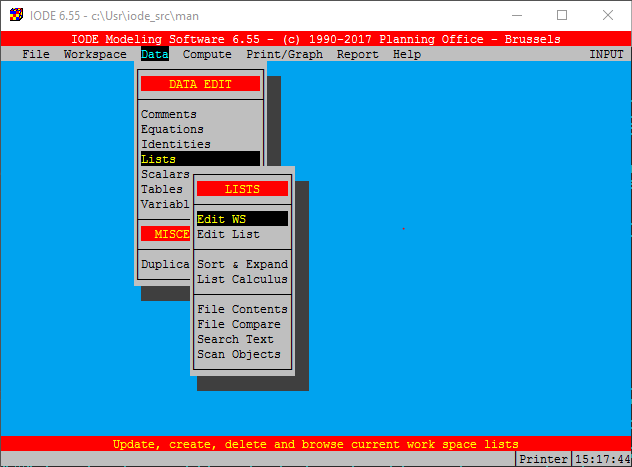 IODE 6.55 - c:\Usr\iode_src\man
IODE Modeling Software 6.55 - (c) 1990-2017 Planning Office - Brussels
File Workspace Data Compute Print/Graph Report Help INPUT
DATA EDIT
Comments
Equations
Identities
Lists
Scalars
Tables
Variabl
MISCE
Duplica
LISTS
Edit WS
Edit List
Sort & Expand
List Calculus
File Contents
File Compare
Search Text
Scan Objects
Update, create, delete and browse current work space lists
Printer 15:17:44